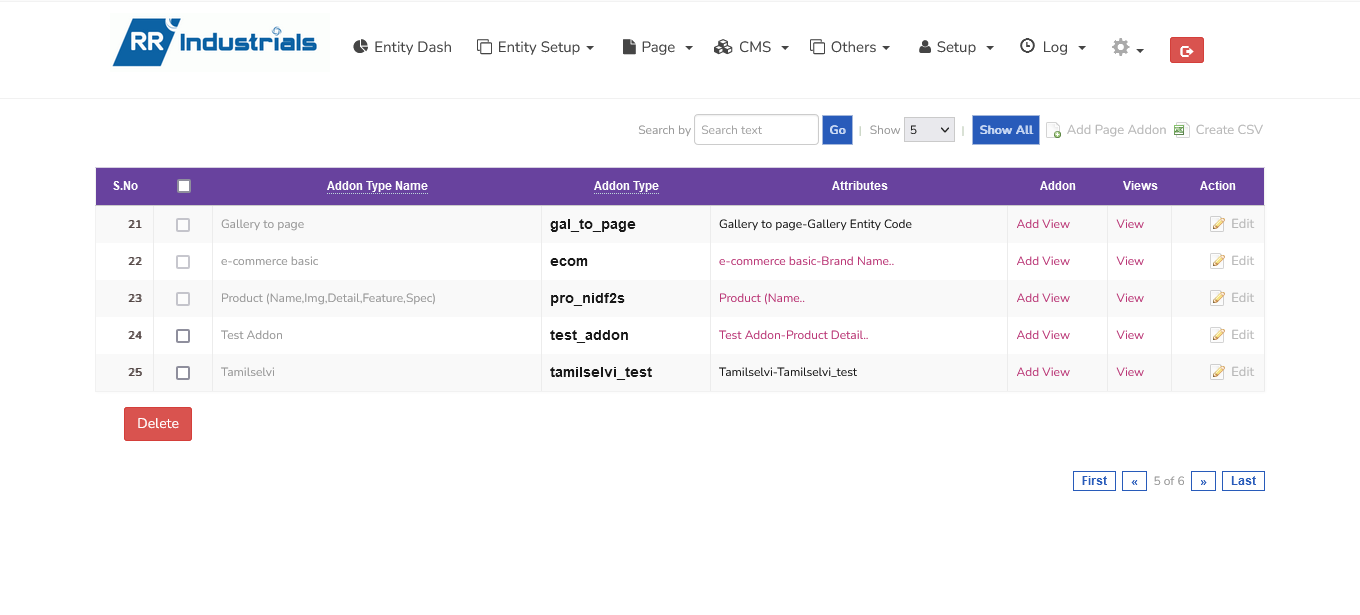 RR Industrials
Entity Dash Entity Setup Page CMS Others Setup Log
Search by Search text Go | Show 5 | Show All Add Page Addon Create CSV
S.No Addon Type Name Addon Type Attributes Addon Views Action
21 Gallery to page gal_to_page Gallery to page-Gallery Entity Code Add View View Edit
22 e-commerce basic ecom e-commerce basic-Brand Name.. Add View View Edit
23 Product (Name,Img,Detail,Feature,Spec) pro_nidf2s Product (Name.. Add View View Edit
24 Test Addon test_addon Test Addon-Product Detail.. Add View View Edit
25 Tamilselvi tamilselvi_test Tamilselvi-Tamilselvi_test Add View View Edit
Delete
First « 5 of 6 » Last